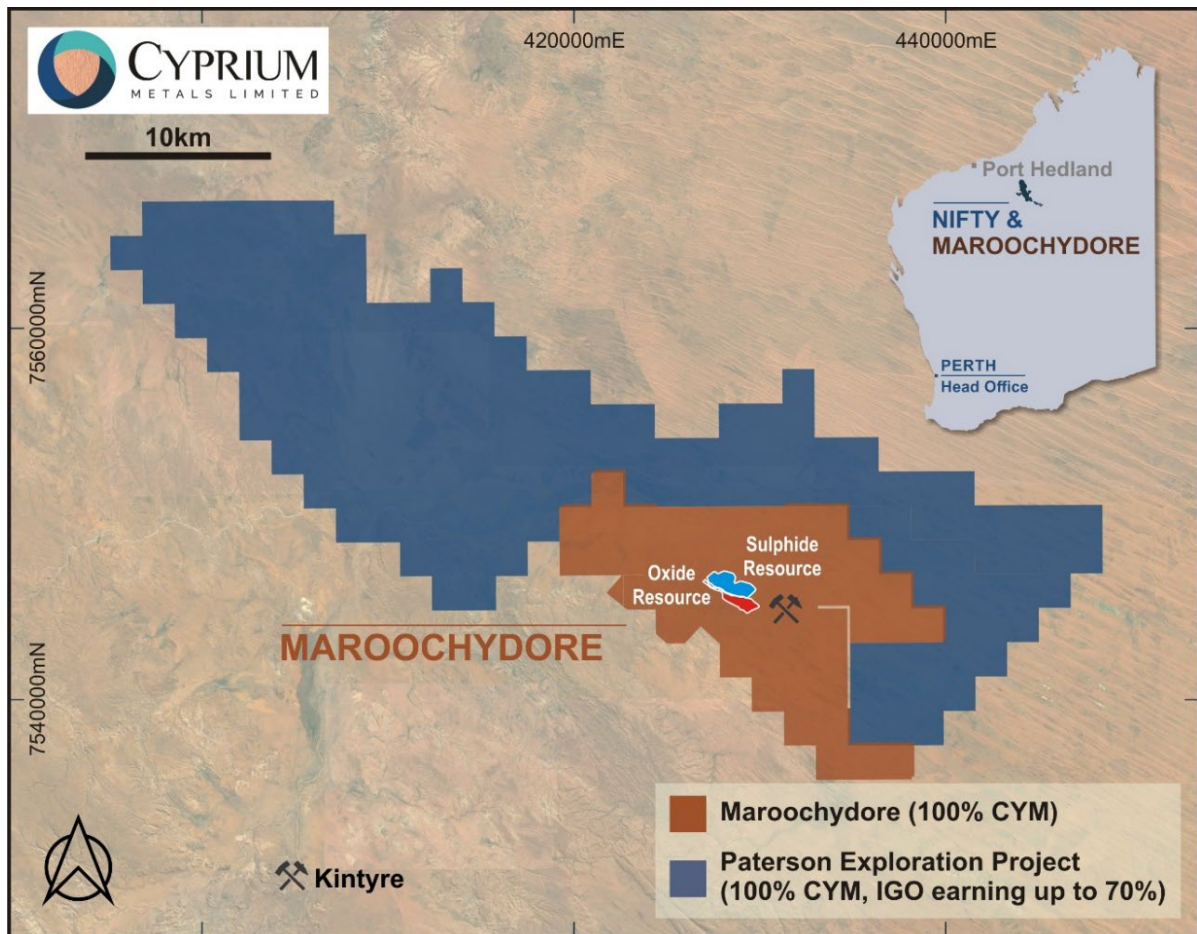 CYPRIUM
METALS LIMITED
10km
420000mE
440000mE
7560000mN
7540000mN
Port Hedland
NIFTY &
MAROOCHYDORE
PERTH
Head Office
Sulphide
Resource
Oxide
Resource
MAROOCHYDORE
Kintyre
Maroochydore (100% CYM)
Paterson Exploration Project
(100% CYM, IGO earning up to 70%)